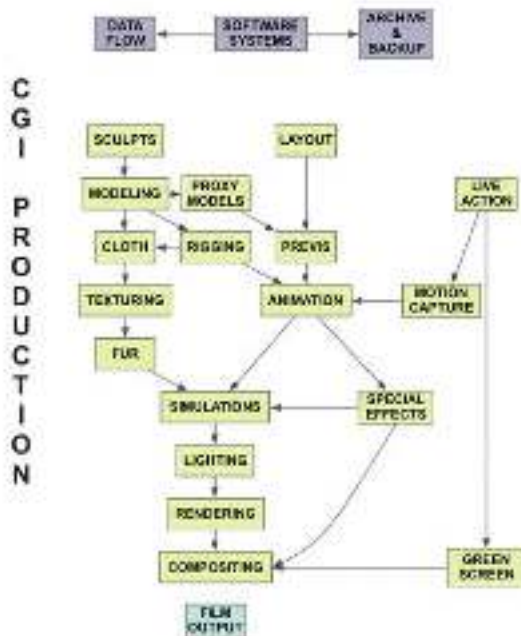 DATA
FLOW
SOFTWARE
SYSTEMS
ARCHIVE
&
BACKUP
CGI PRODUCTION
SCULPTS
LAYOUT
MODELING
PROXY
MODELS
LIVE
ACTION
CLOTH
RIGGING
PREVIS
TEXTURING
ANIMATION
MOTION
CAPTURE
FUR
SIMULATIONS
SPECIAL
EFFECTS
LIGHTING
RENDERING
COMPOSITING
GREEN
SCREEN
FILM
OUTPUT